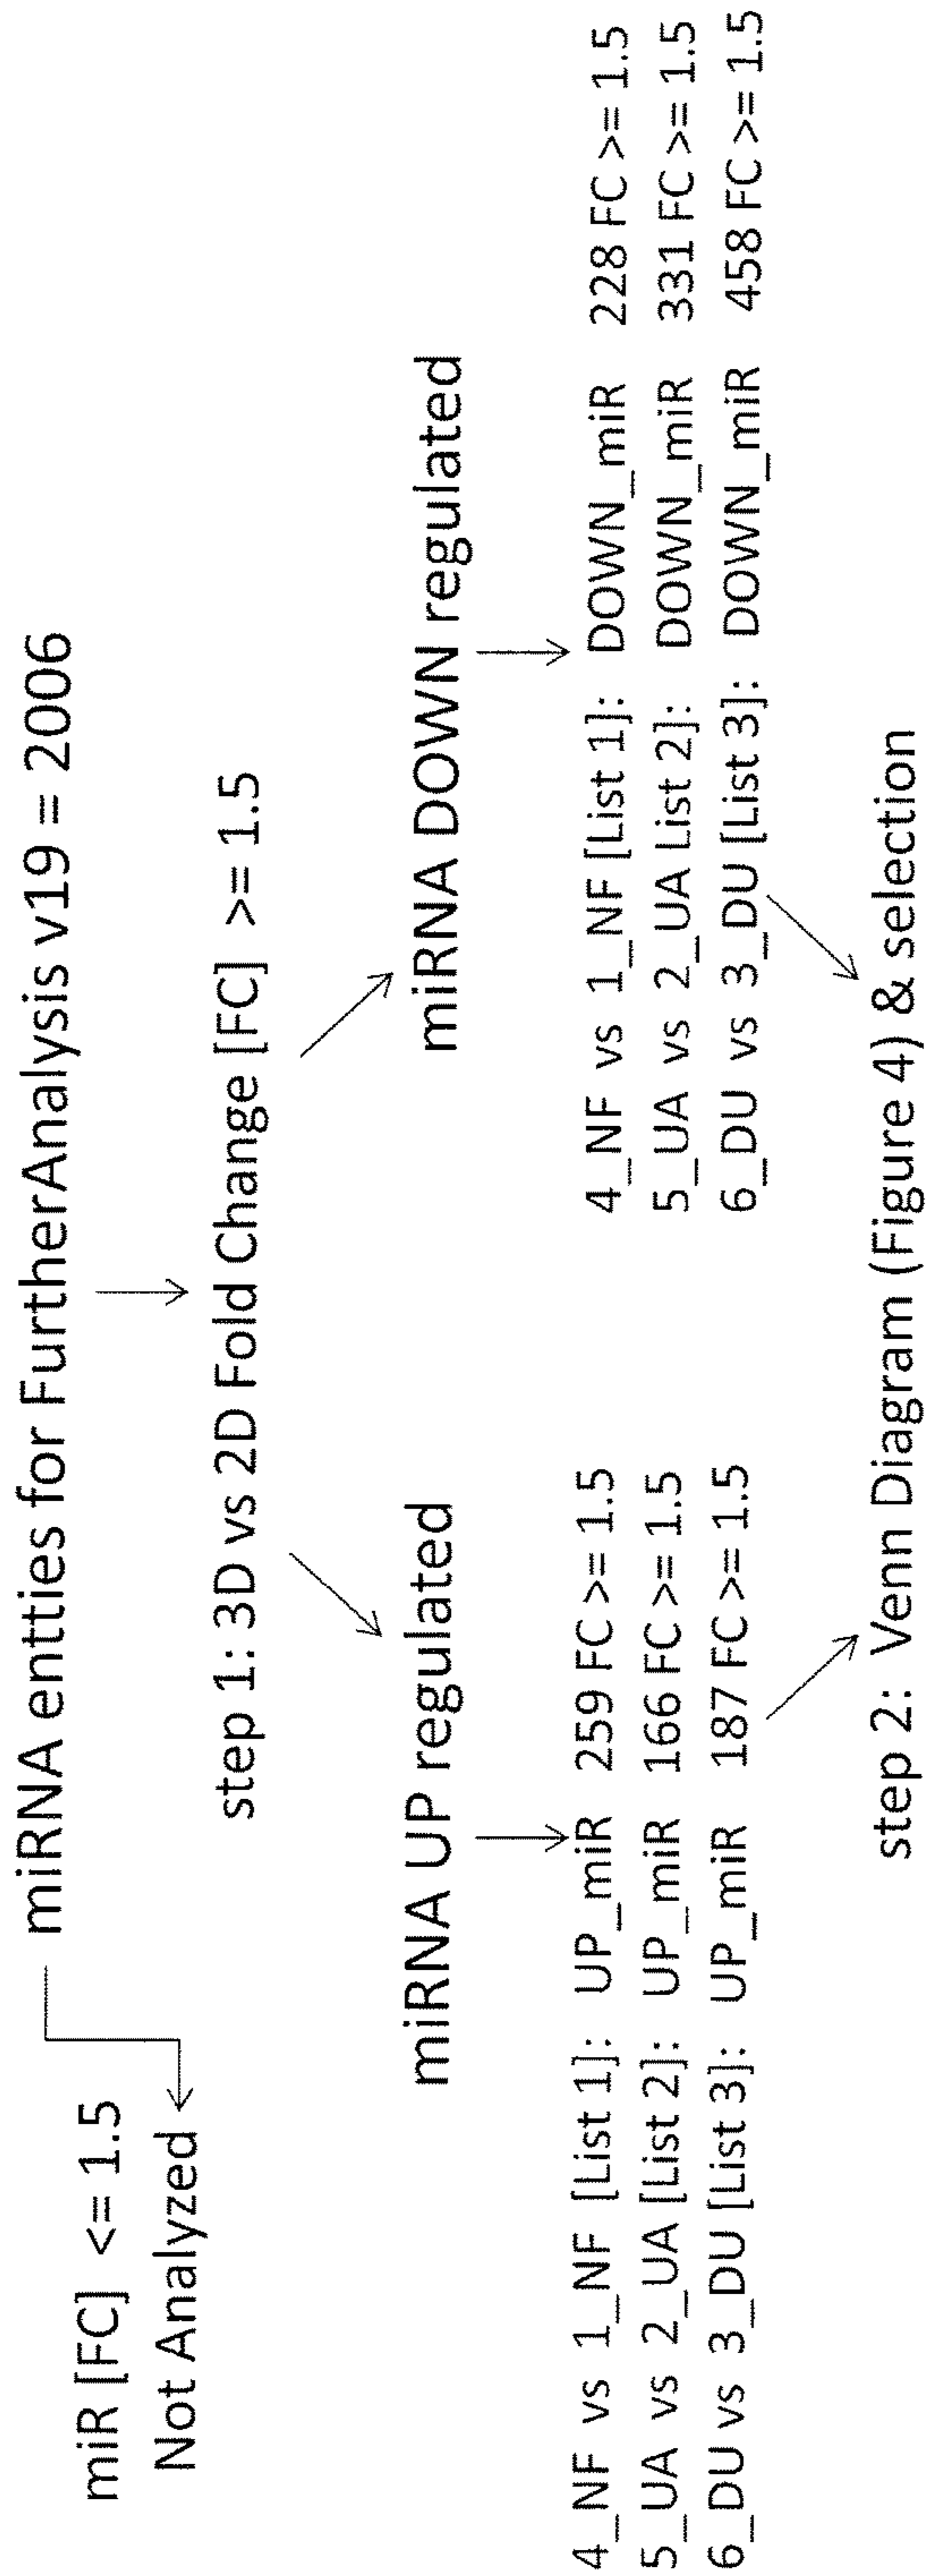 miRNA entties for FurtherAnalysis v19 = 2006
miR [FC] <= 1.5
Not Analyzed
step 1: 3D vs 2D Fold Change [FC] >= 1.5
miRNA UP regulated
4_NF vs 1_NF [List 1]: UP_miR 259 FC >= 1.5
5_UA vs 2_UA [List 2]: UP_miR 166 FC >= 1.5
6_DU vs 3_DU [List 3]: UP_miR 187 FC >= 1.5
miRNA DOWN regulated
4_NF vs 1_NF [List 1]: DOWN_miR 228 FC >= 1.5
5_UA vs 2_UA List 2]: DOWN_miR 331 FC >= 1.5
6_DU vs 3_DU [List 3]: DOWN_miR 458 FC >= 1.5
step 2: Venn Diagram (Figure 4) & selection